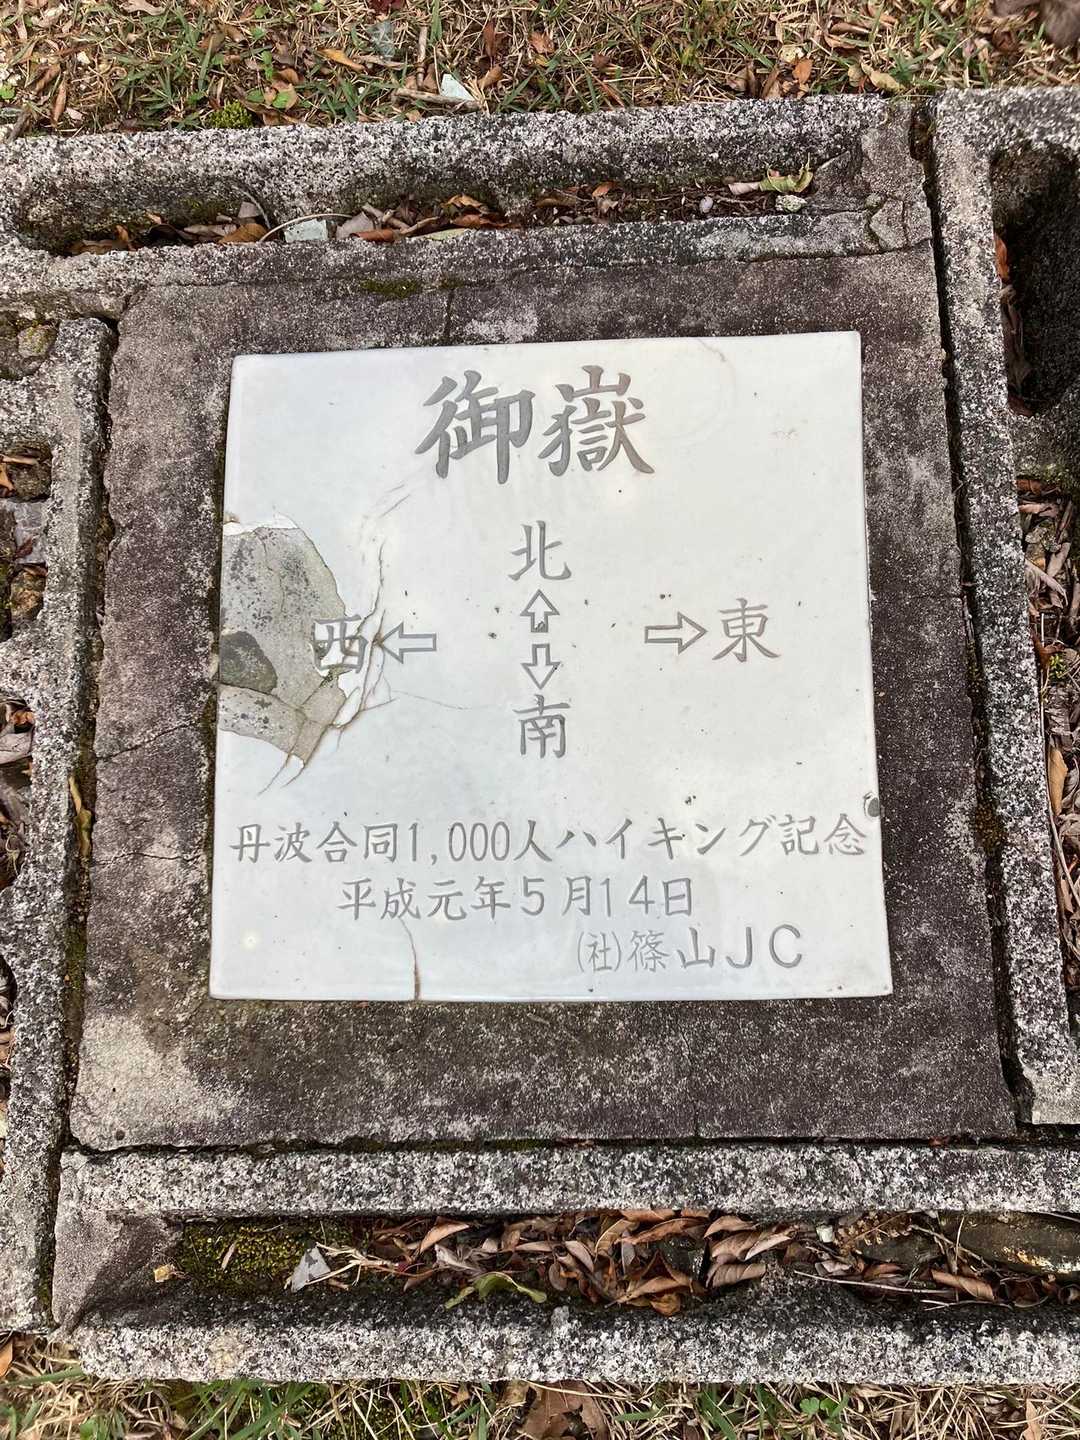 御嶽
北
西⇦ ⇧ ⇨東
⇩
南
丹波合同1,000人ハイキング記念
平成元年5月14日
(社)篠山JC